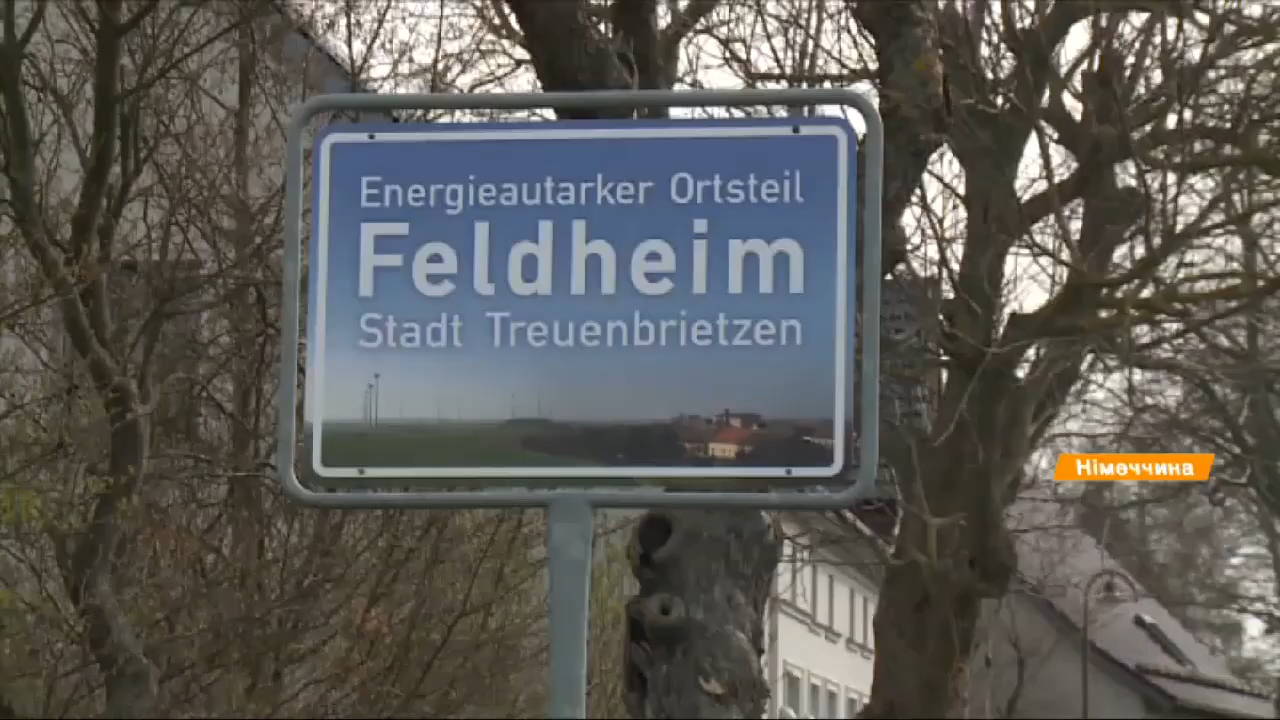 Energieautarker Ortsteil
Feldheim
Stadt Treuenbrietzen
Німеччина